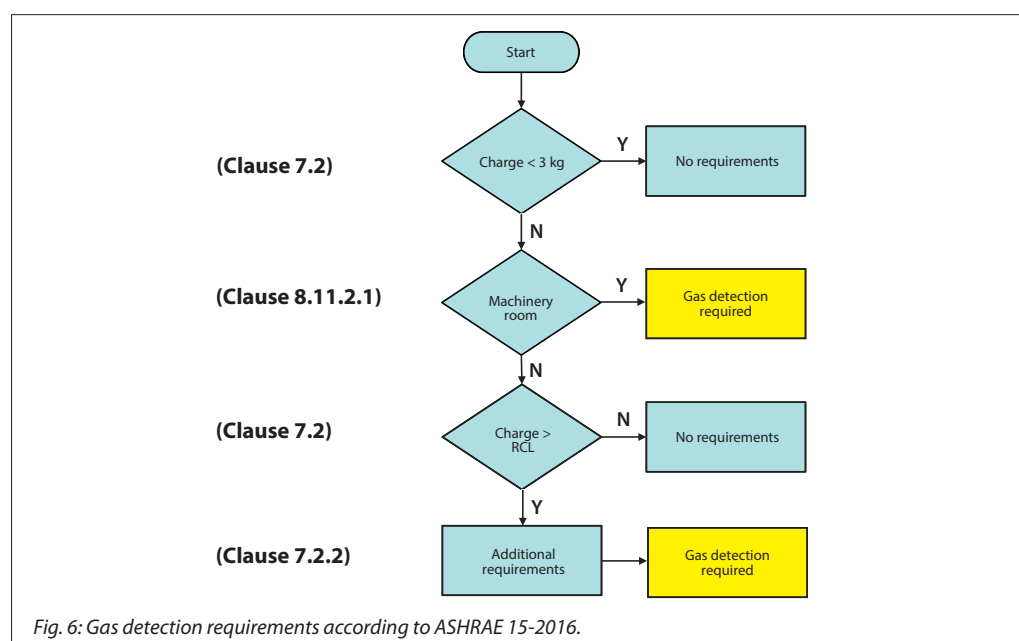 Start
(Clause 7.2)
Charge < 3 kg
Y
No requirements
N
(Clause 8.11.2.1)
Machinery
room
Y
Gas detection
required
N
(Clause 7.2)
Charge >
RCL
N
No requirements
Y
(Clause 7.2.2)
Additional
requirements
Gas detection
required
Fig. 6: Gas detection requirements according to ASHRAE 15-2016.